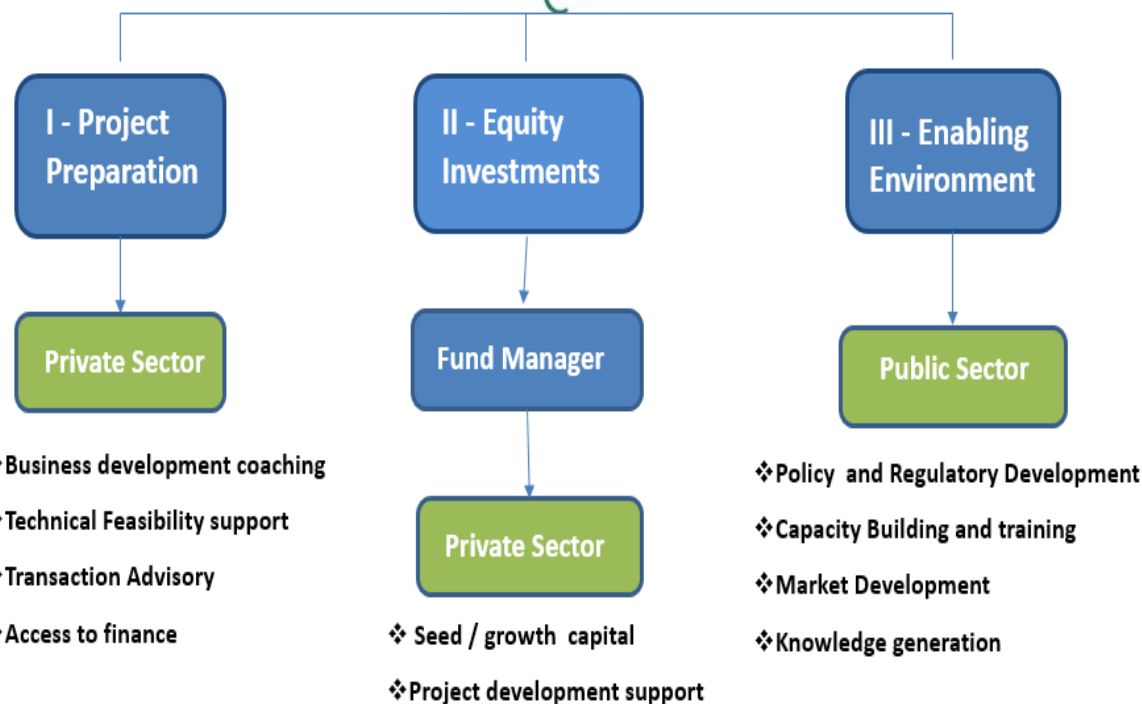 I - Project
Preparation
II - Equity
Investments
III - Enabling
Environment
Private Sector
Fund Manager
Public Sector
Private Sector
Business development coaching
Technical Feasibility support
Transaction Advisory
Access to finance
❖ Seed / growth capital
❖Project development support
❖Policy and Regulatory Development
❖Capacity Building and training
❖Market Development
❖Knowledge generation